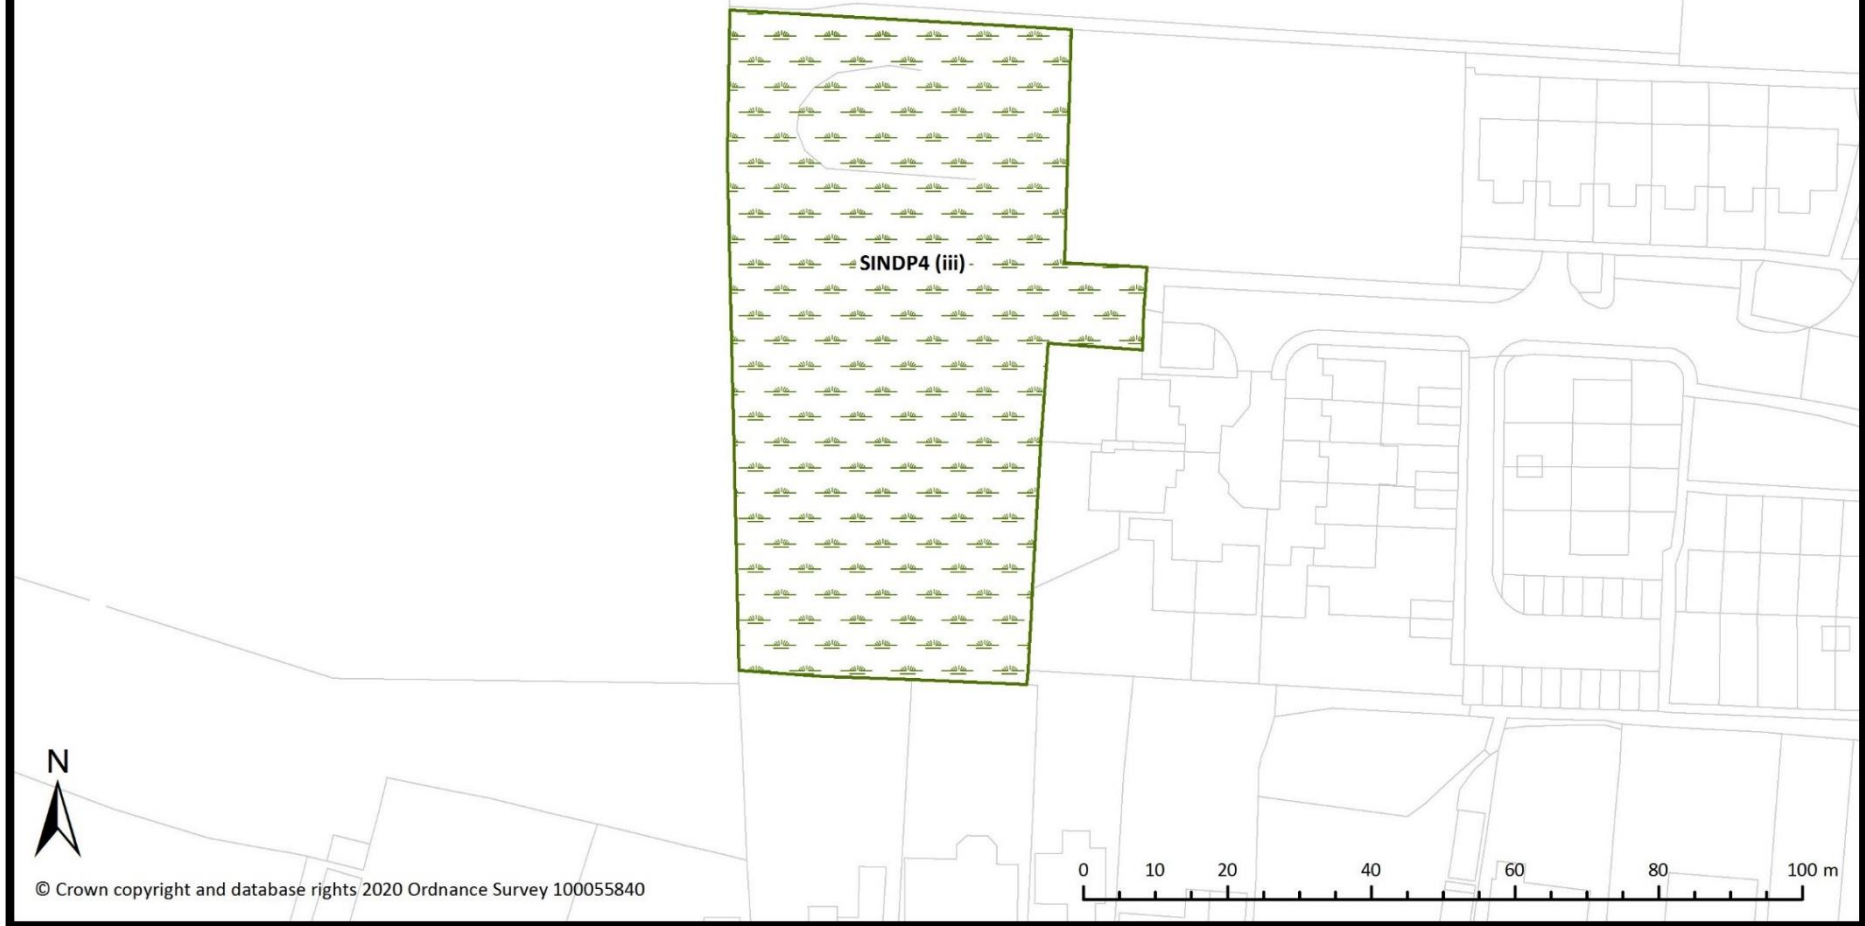 SINDP4 (iii)
N
0 10 20 40 60 80 100 m
© Crown copyright and database rights 2020 Ordnance Survey 100055840